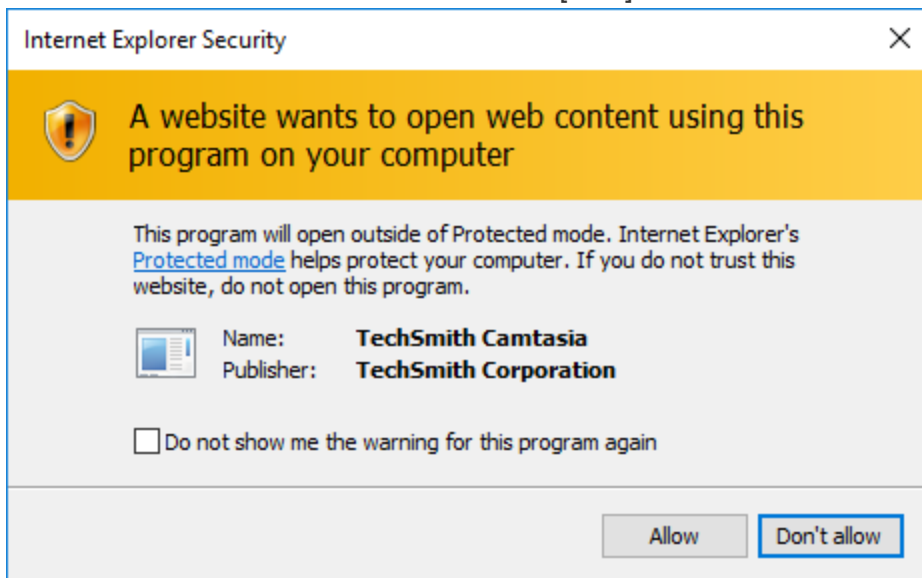 Internet Explorer Security
A website wants to open web content using this
program on your computer
This program will open outside of Protected mode. Internet Explorer's
Protected mode helps protect your computer. If you do not trust this
website, do not open this program.
Name: TechSmith Camtasia
Publisher: TechSmith Corporation
Do not show me the warning for this program again
Allow Don't allow